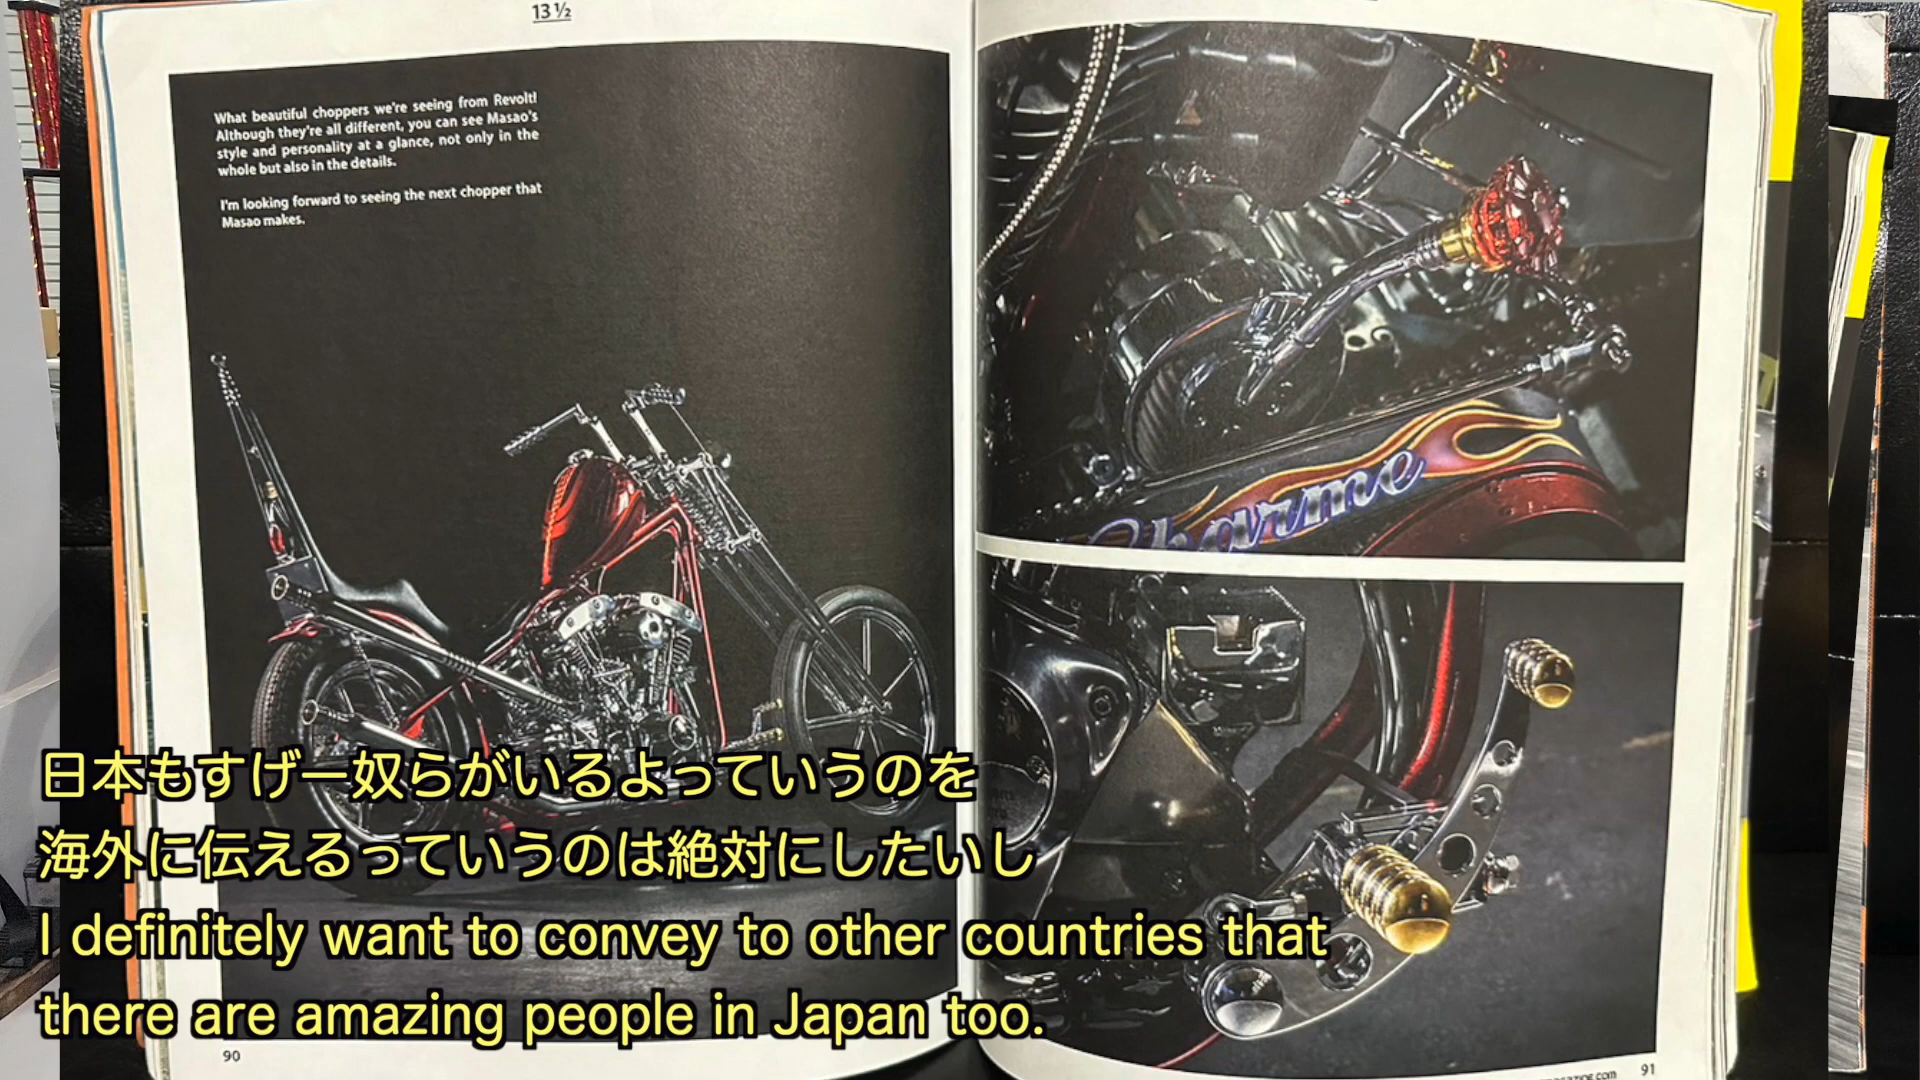 13 ½
What beautiful choppers we're seeing from Revolt!
Although they're all different, you can see Masao's
style and personality at a glance, not only in the
whole but also in the details.
I'm looking forward to seeing the next chopper that
Masao makes.
Charme
日本もすげー奴らがいるよっていうのを
海外に伝えるっていうのは絶対にしたいし
I definitely want to convey to other countries that
there are amazing people in Japan too.
90
91